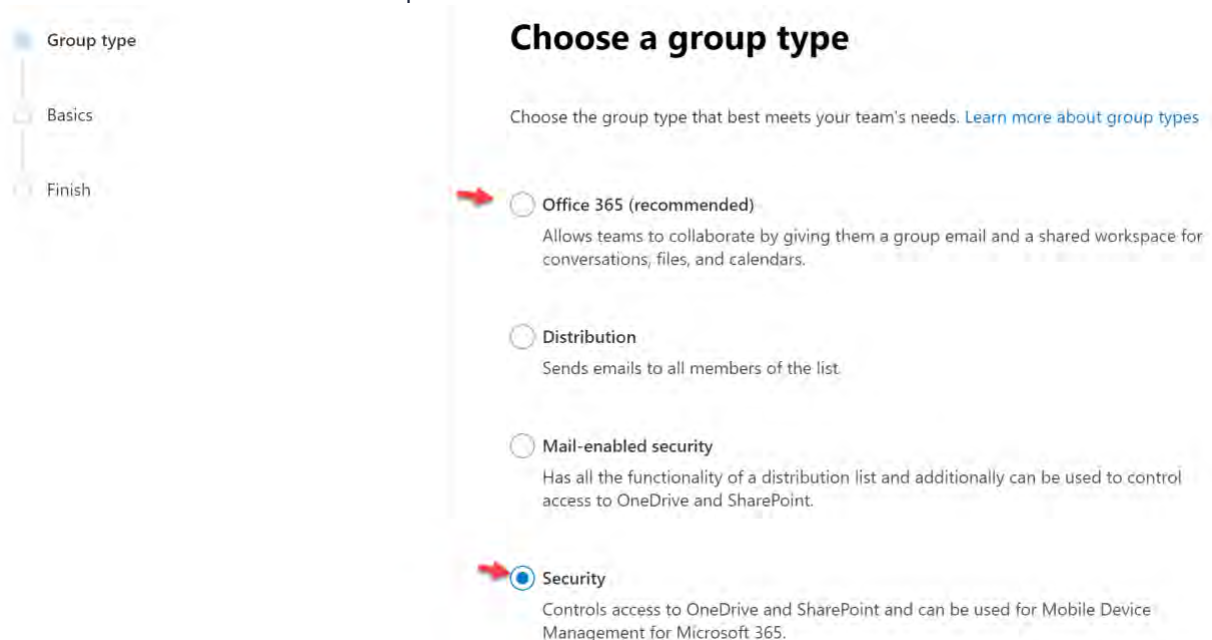 Group type
Basics
Finish
Choose a group type
Choose the group type that best meets your team's needs. Learn more about group types
Office 365 (recommended)
Allows teams to collaborate by giving them a group email and a shared workspace for
conversations, files, and calendars.
Distribution
Sends emails to all members of the list.
Mail-enabled security
Has all the functionality of a distribution list and additionally can be used to control
access to OneDrive and SharePoint.
Security
Controls access to OneDrive and SharePoint and can be used for Mobile Device
Management for Microsoft 365.